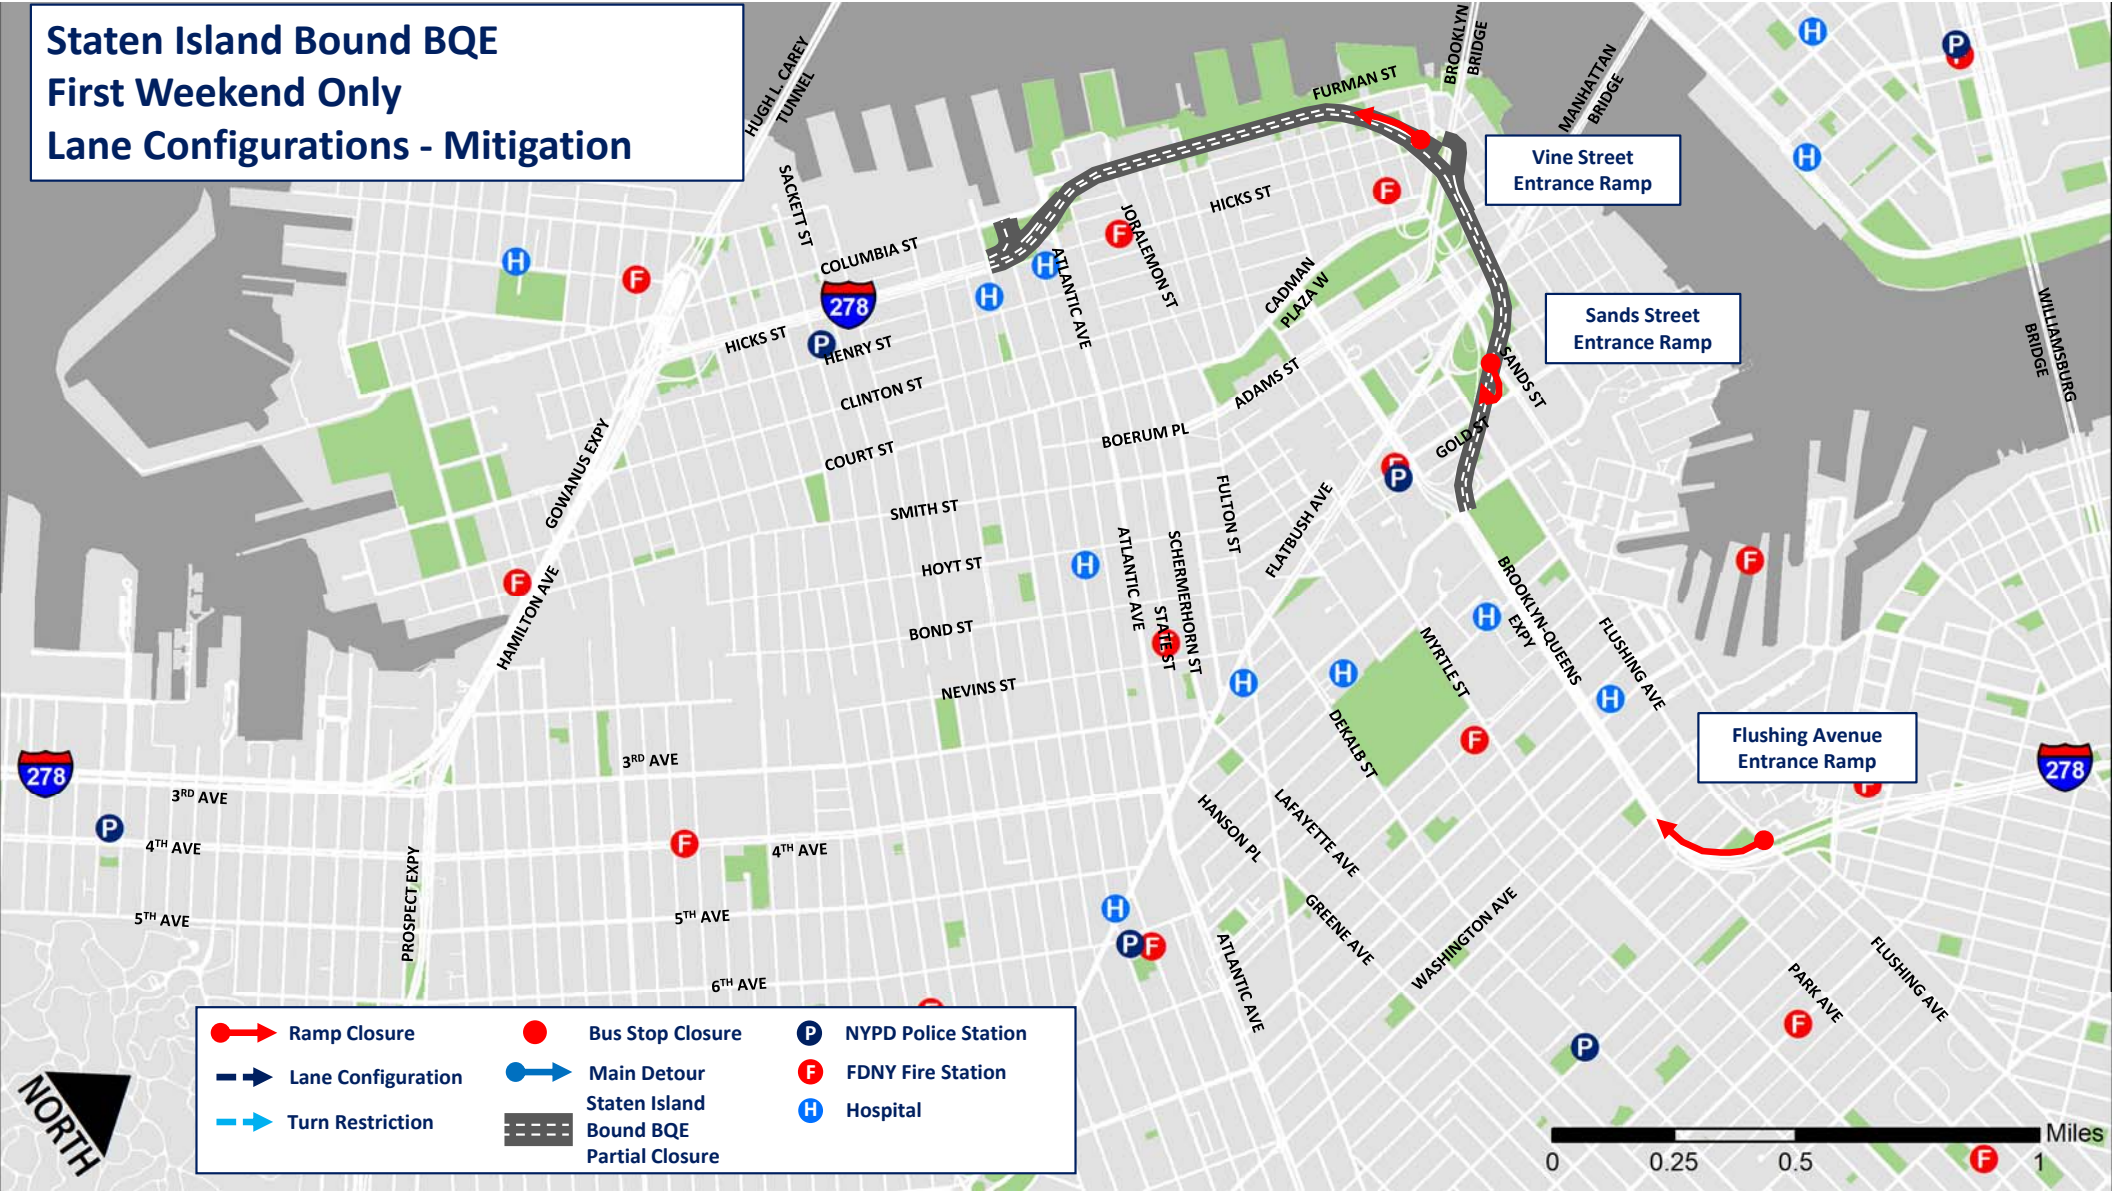 Staten Island Bound BQE
First Weekend Only
Lane Configurations - Mitigation
HUGH L. CAREY
TUNNEL
BROOKLYN
BRIDGE
MANHATTAN
BRIDGE
WILLIAMSBURG
BRIDGE
FURMAN ST
Vine Street
Entrance Ramp
Sands Street
Entrance Ramp
Flushing Avenue
Entrance Ramp
SACKETT ST
COLUMBIA ST
HICKS ST
JORALEMON ST
ATLANTIC AVE
CADMAN
PLAZA W
278
HICKS ST
HENRY ST
CLINTON ST
COURT ST
BOERUM PL
ADAMS ST
SANDS ST
GOLD ST
GOWANUS EXPY
HAMILTON AVE
SMITH ST
HOYT ST
BOND ST
NEVINS ST
ATLANTIC AVE
STATE ST
SCHERMERHORN ST
FULTON ST
FLATBUSH AVE
BROOKLYN-QUEENS
EXPY
FLUSHING AVE
MYRTLE ST
DEKALB ST
278
278
3RD AVE
3RD AVE
4TH AVE
4TH AVE
5TH AVE
5TH AVE
6TH AVE
PROSPECT EXPY
HANSON PL
LAFAYETTE AVE
GREENE AVE
WASHINGTON AVE
ATLANTIC AVE
PARK AVE
FLUSHING AVE
H
H
H
H
H
H
H
H
H
H
H
H
P
P
P
P
P
P
F
F
F
F
F
F
F
F
F
F
F
F
F
Ramp Closure
Lane Configuration
Turn Restriction
Bus Stop Closure
Main Detour
Staten Island
Bound BQE
Partial Closure
P NYPD Police Station
F FDNY Fire Station
H Hospital
NORTH
Miles
0 0.25 0.5 1